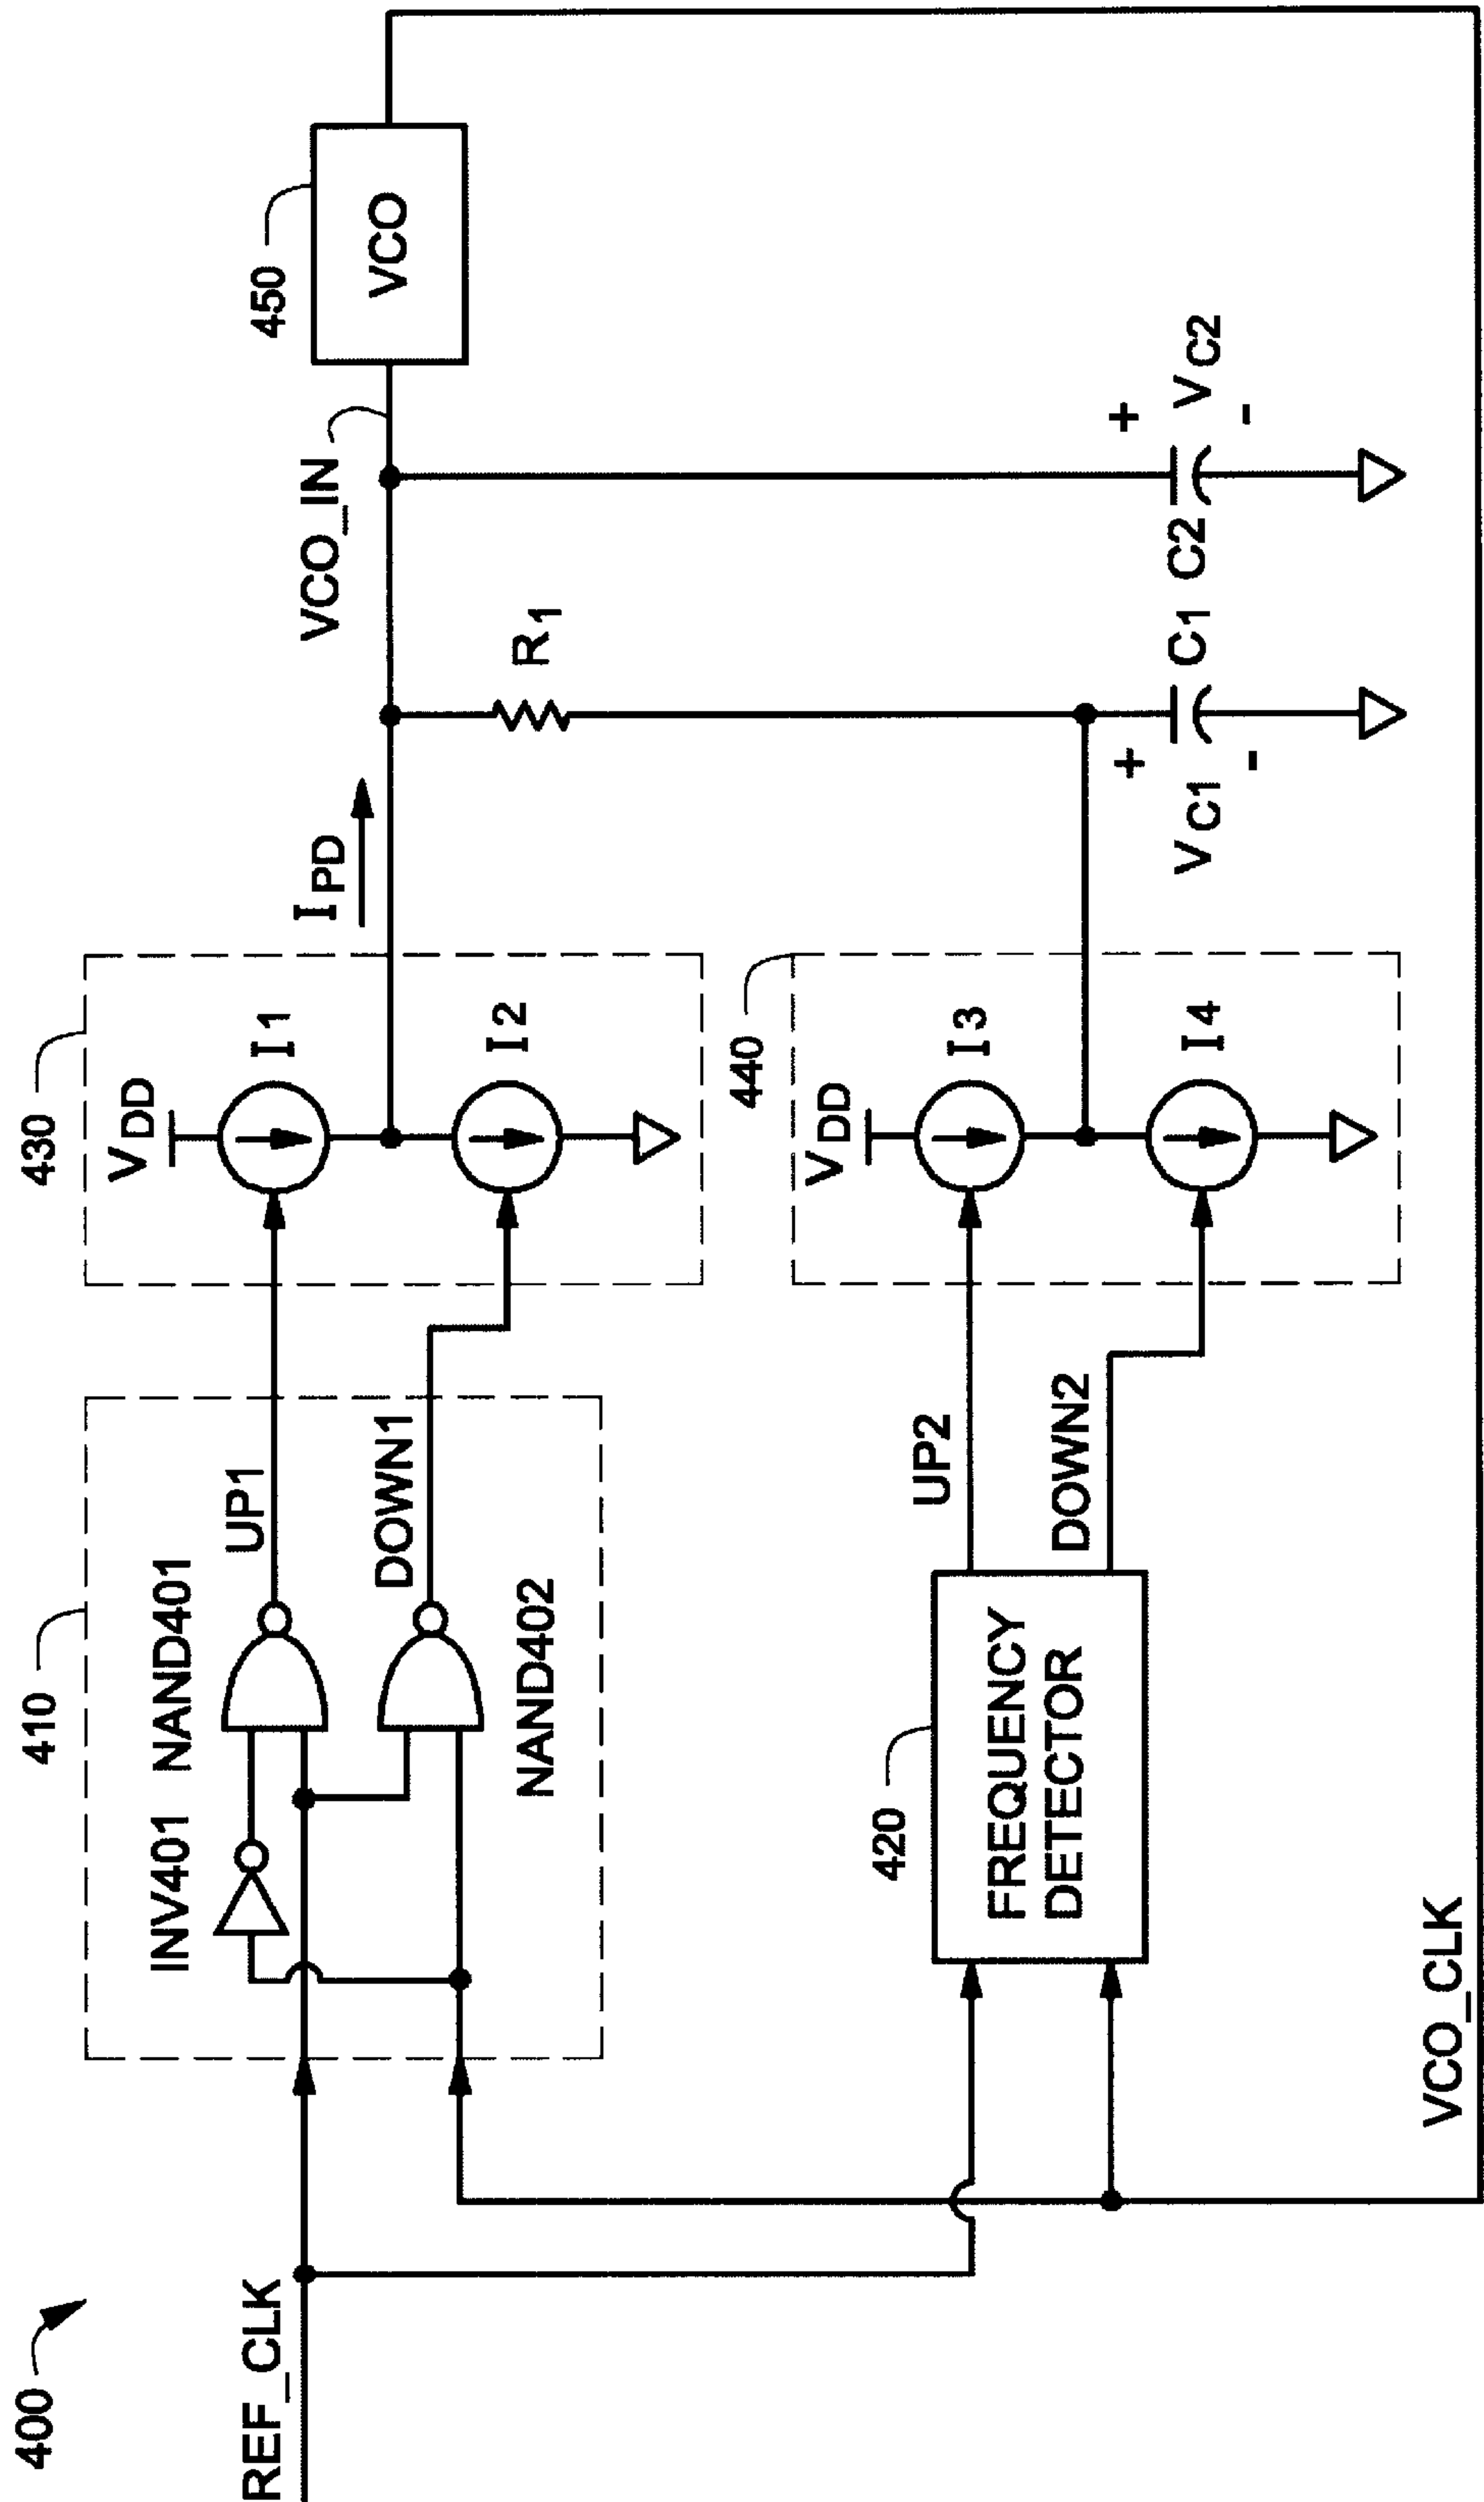 400
REF_CLK
410
INV401
NAND401
UP1
DOWN1
NAND402
430
VDD
I1
I2
IPD
VCO_IN
450
VCO
R1
420
FREQUENCY
DETECTOR
UP2
DOWN2
440
VDD
I3
I4
+
VC1
-
C1
C2
+
VC2
-
VCO_CLK